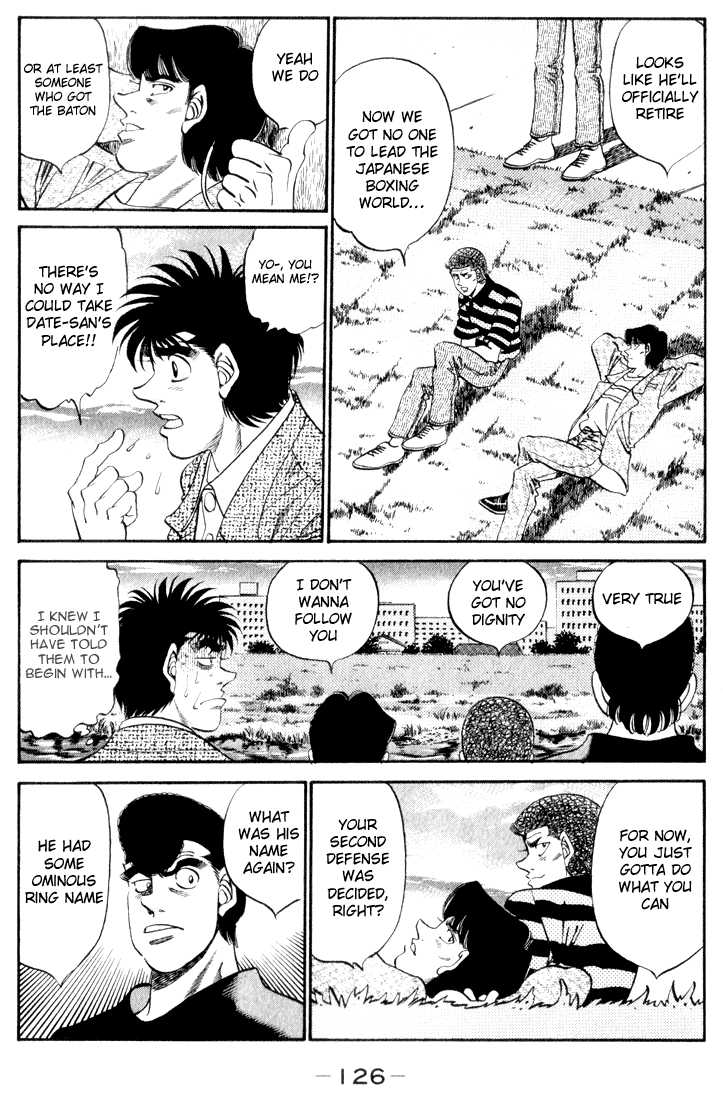 LOOKS
LIKE HE'LL
OFFICIALLY
RETIRE
NOW WE
GOT NO ONE
TO LEAD THE
JAPANESE
BOXING
WORLD...
YEAH
WE DO
OR AT LEAST
SOMEONE
WHO GOT
THE BATON
YO-, YOU
MEAN ME!?
THERE'S
NO WAY I
COULD TAKE
DATE-SAN'S
PLACE!!
VERY TRUE
YOU'VE
GOT NO
DIGNITY
I DON'T
WANNA
FOLLOW
YOU
I KNEW I
SHOULDN'T
HAVE TOLD
THEM TO
BEGIN WITH...
FOR NOW,
YOU JUST
GOTTA DO
WHAT YOU
CAN
YOUR
SECOND
DEFENSE
WAS
DECIDED,
RIGHT?
WHAT
WAS HIS
NAME
AGAIN?
HE HAD
SOME
OMINOUS
RING NAME
—126—